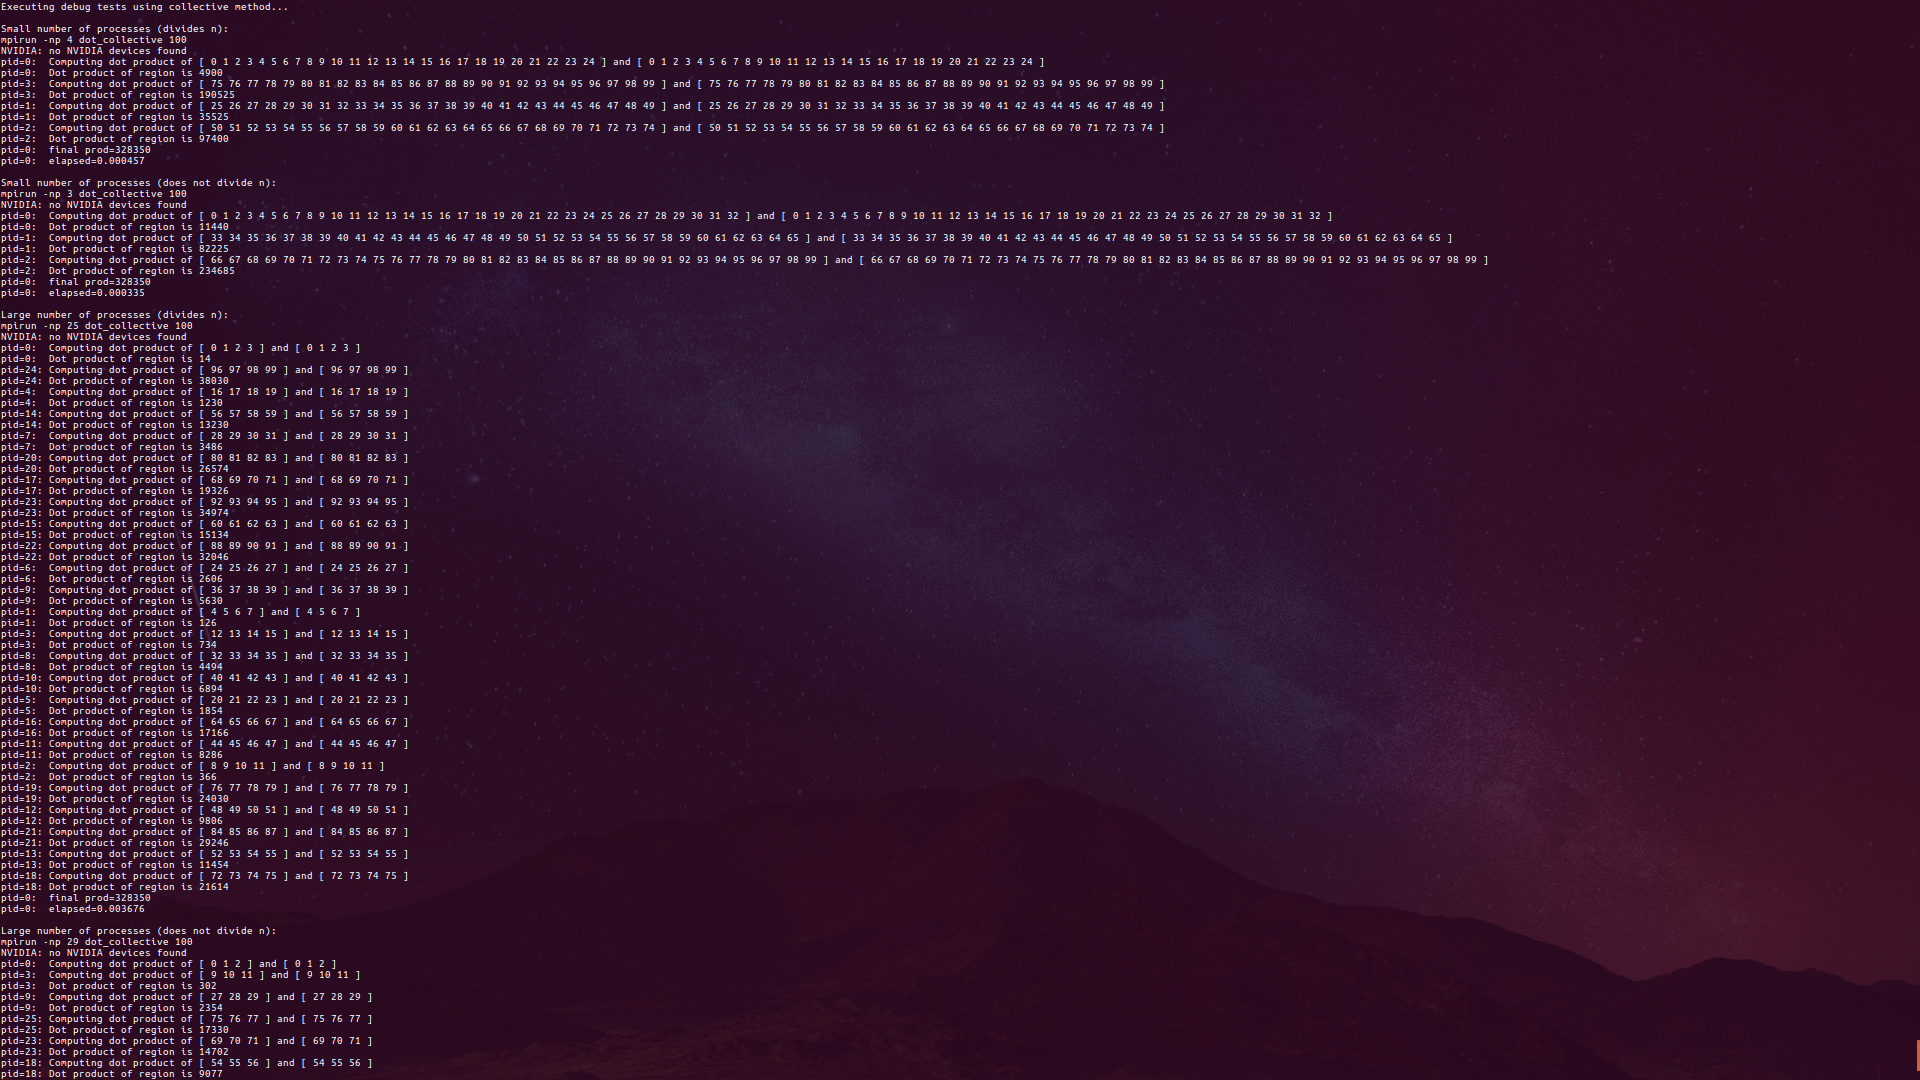 Executing debug tests using collective method...
Small number of processes (divides n):
mpirun -np 4 dot_collective 100
NVIDIA: no NVIDIA devices found
pid=0:  Computing dot product of [ 0 1 2 3 4 5 6 7 8 9 10 11 12 13 14 15 16 17 18 19 20 21 22 23 24 ] and [ 0 1 2 3 4 5 6 7 8 9 10 11 12 13 14 15 16 17 18 19 20 21 22 23 24 ]
pid=0:  Dot product of region is 4900
pid=3:  Computing dot product of [ 75 76 77 78 79 80 81 82 83 84 85 86 87 88 89 90 91 92 93 94 95 96 97 98 99 ] and [ 75 76 77 78 79 80 81 82 83 84 85 86 87 88 89 90 91 92 93 94 95 96 97 98 99 ]
pid=3:  Dot product of region is 190525
pid=1:  Computing dot product of [ 25 26 27 28 29 30 31 32 33 34 35 36 37 38 39 40 41 42 43 44 45 46 47 48 49 ] and [ 25 26 27 28 29 30 31 32 33 34 35 36 37 38 39 40 41 42 43 44 45 46 47 48 49 ]
pid=1:  Dot product of region is 35525
pid=2:  Computing dot product of [ 50 51 52 53 54 55 56 57 58 59 60 61 62 63 64 65 66 67 68 69 70 71 72 73 74 ] and [ 50 51 52 53 54 55 56 57 58 59 60 61 62 63 64 65 66 67 68 69 70 71 72 73 74 ]
pid=2:  Dot product of region is 97400
pid=0:  final prod=328350
pid=0:  elapsed=0.000457
Small number of processes (does not divide n):
mpirun -np 3 dot_collective 100
NVIDIA: no NVIDIA devices found
pid=0:  Computing dot product of [ 0 1 2 3 4 5 6 7 8 9 10 11 12 13 14 15 16 17 18 19 20 21 22 23 24 25 26 27 28 29 30 31 32 ] and [ 0 1 2 3 4 5 6 7 8 9 10 11 12 13 14 15 16 17 18 19 20 21 22 23 24 25 26 27 28 29 30 31 32 ]
pid=0:  Dot product of region is 11440
pid=1:  Computing dot product of [ 33 34 35 36 37 38 39 40 41 42 43 44 45 46 47 48 49 50 51 52 53 54 55 56 57 58 59 60 61 62 63 64 65 ] and [ 33 34 35 36 37 38 39 40 41 42 43 44 45 46 47 48 49 50 51 52 53 54 55 56 57 58 59 60 61 62 63 64 65 ]
pid=1:  Dot product of region is 82225
pid=2:  Computing dot product of [ 66 67 68 69 70 71 72 73 74 75 76 77 78 79 80 81 82 83 84 85 86 87 88 89 90 91 92 93 94 95 96 97 98 99 ] and [ 66 67 68 69 70 71 72 73 74 75 76 77 78 79 80 81 82 83 84 85 86 87 88 89 90 91 92 93 94 95 96 97 98 99 ]
pid=2:  Dot product of region is 234685
pid=0:  final prod=328350
pid=0:  elapsed=0.000335
Large number of processes (divides n):
mpirun -np 25 dot_collective 100
NVIDIA: no NVIDIA devices found
pid=0:  Computing dot product of [ 0 1 2 3 ] and [ 0 1 2 3 ]
pid=0:  Dot product of region is 14
pid=24: Computing dot product of [ 96 97 98 99 ] and [ 96 97 98 99 ]
pid=24: Dot product of region is 38030
pid=4:  Computing dot product of [ 16 17 18 19 ] and [ 16 17 18 19 ]
pid=4:  Dot product of region is 1230
pid=14: Computing dot product of [ 56 57 58 59 ] and [ 56 57 58 59 ]
pid=14: Dot product of region is 13230
pid=7:  Computing dot product of [ 28 29 30 31 ] and [ 28 29 30 31 ]
pid=7:  Dot product of region is 3486
pid=20: Computing dot product of [ 80 81 82 83 ] and [ 80 81 82 83 ]
pid=20: Dot product of region is 26574
pid=17: Computing dot product of [ 68 69 70 71 ] and [ 68 69 70 71 ]
pid=17: Dot product of region is 19326
pid=23: Computing dot product of [ 92 93 94 95 ] and [ 92 93 94 95 ]
pid=23: Dot product of region is 34974
pid=15: Computing dot product of [ 60 61 62 63 ] and [ 60 61 62 63 ]
pid=15: Dot product of region is 15134
pid=22: Computing dot product of [ 88 89 90 91 ] and [ 88 89 90 91 ]
pid=22: Dot product of region is 32046
pid=6:  Computing dot product of [ 24 25 26 27 ] and [ 24 25 26 27 ]
pid=6:  Dot product of region is 2606
pid=9:  Computing dot product of [ 36 37 38 39 ] and [ 36 37 38 39 ]
pid=9:  Dot product of region is 5630
pid=1:  Computing dot product of [ 4 5 6 7 ] and [ 4 5 6 7 ]
pid=1:  Dot product of region is 126
pid=3:  Computing dot product of [ 12 13 14 15 ] and [ 12 13 14 15 ]
pid=3:  Dot product of region is 734
pid=8:  Computing dot product of [ 32 33 34 35 ] and [ 32 33 34 35 ]
pid=8:  Dot product of region is 4494
pid=10: Computing dot product of [ 40 41 42 43 ] and [ 40 41 42 43 ]
pid=10: Dot product of region is 6894
pid=5:  Computing dot product of [ 20 21 22 23 ] and [ 20 21 22 23 ]
pid=5:  Dot product of region is 1854
pid=16: Computing dot product of [ 64 65 66 67 ] and [ 64 65 66 67 ]
pid=16: Dot product of region is 17166
pid=11: Computing dot product of [ 44 45 46 47 ] and [ 44 45 46 47 ]
pid=11: Dot product of region is 8286
pid=2:  Computing dot product of [ 8 9 10 11 ] and [ 8 9 10 11 ]
pid=2:  Dot product of region is 366
pid=19: Computing dot product of [ 76 77 78 79 ] and [ 76 77 78 79 ]
pid=19: Dot product of region is 24030
pid=12: Computing dot product of [ 48 49 50 51 ] and [ 48 49 50 51 ]
pid=12: Dot product of region is 9806
pid=21: Computing dot product of [ 84 85 86 87 ] and [ 84 85 86 87 ]
pid=21: Dot product of region is 29246
pid=13: Computing dot product of [ 52 53 54 55 ] and [ 52 53 54 55 ]
pid=13: Dot product of region is 11454
pid=18: Computing dot product of [ 72 73 74 75 ] and [ 72 73 74 75 ]
pid=18: Dot product of region is 21614
pid=0:  final prod=328350
pid=0:  elapsed=0.003676
Large number of processes (does not divide n):
mpirun -np 29 dot_collective 100
NVIDIA: no NVIDIA devices found
pid=0:  Computing dot product of [ 0 1 2 ] and [ 0 1 2 ]
pid=3:  Computing dot product of [ 9 10 11 ] and [ 9 10 11 ]
pid=3:  Dot product of region is 302
pid=9:  Computing dot product of [ 27 28 29 ] and [ 27 28 29 ]
pid=9:  Dot product of region is 2354
pid=25: Computing dot product of [ 75 76 77 ] and [ 75 76 77 ]
pid=25: Dot product of region is 17330
pid=23: Computing dot product of [ 69 70 71 ] and [ 69 70 71 ]
pid=23: Dot product of region is 14702
pid=18: Computing dot product of [ 54 55 56 ] and [ 54 55 56 ]
pid=18: Dot product of region is 9077